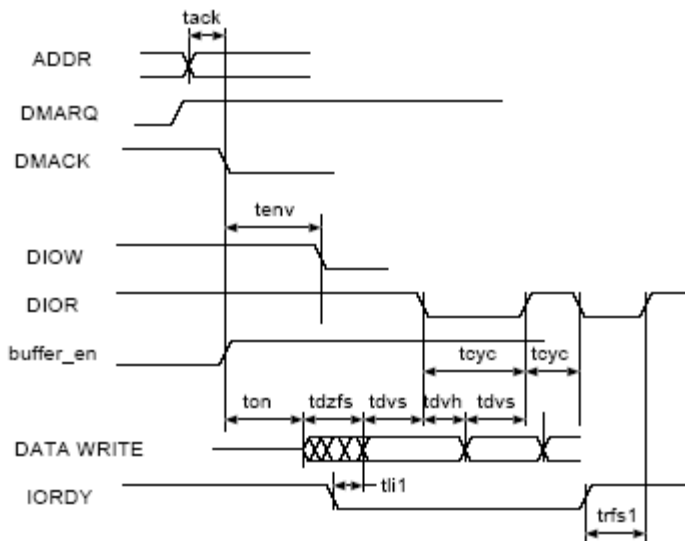 tack
ADDR
DMARQ
DMACK
tenv
DIOW
DIOR
buffer_en
tcyc tcyc
ton tdzfs tdvs tdvh tdvs
DATA WRITE
tli1
IORDY
trfs1